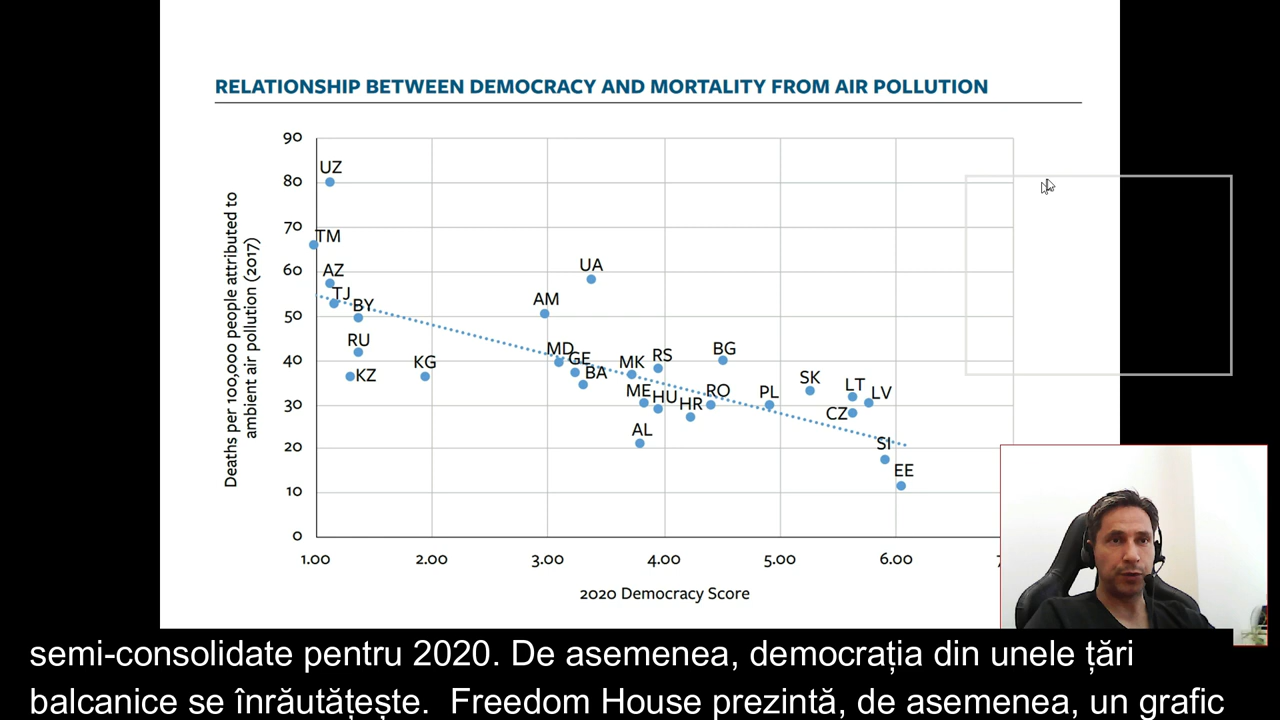 RELATIONSHIP BETWEEN DEMOCRACY AND MORTALITY FROM AIR POLLUTION
Deaths per 100,000 people attributed to
ambient air pollution (2017)
90
80
70
60
50
40
30
20
10
0
UZ
TM
AZ
TJ
BY
RU
KZ
KG
AM
UA
MD
GE
BA
MK
RS
ME
HU
HR
AL
RO
BG
PL
SK
LT
LV
CZ
SI
EE
1.00 2.00 3.00 4.00 5.00 6.00
2020 Democracy Score
semi-consolidate pentru 2020. De asemenea, democrația din unele țări
balcanice se înrăutățește. Freedom House prezintă, de asemenea, un grafic